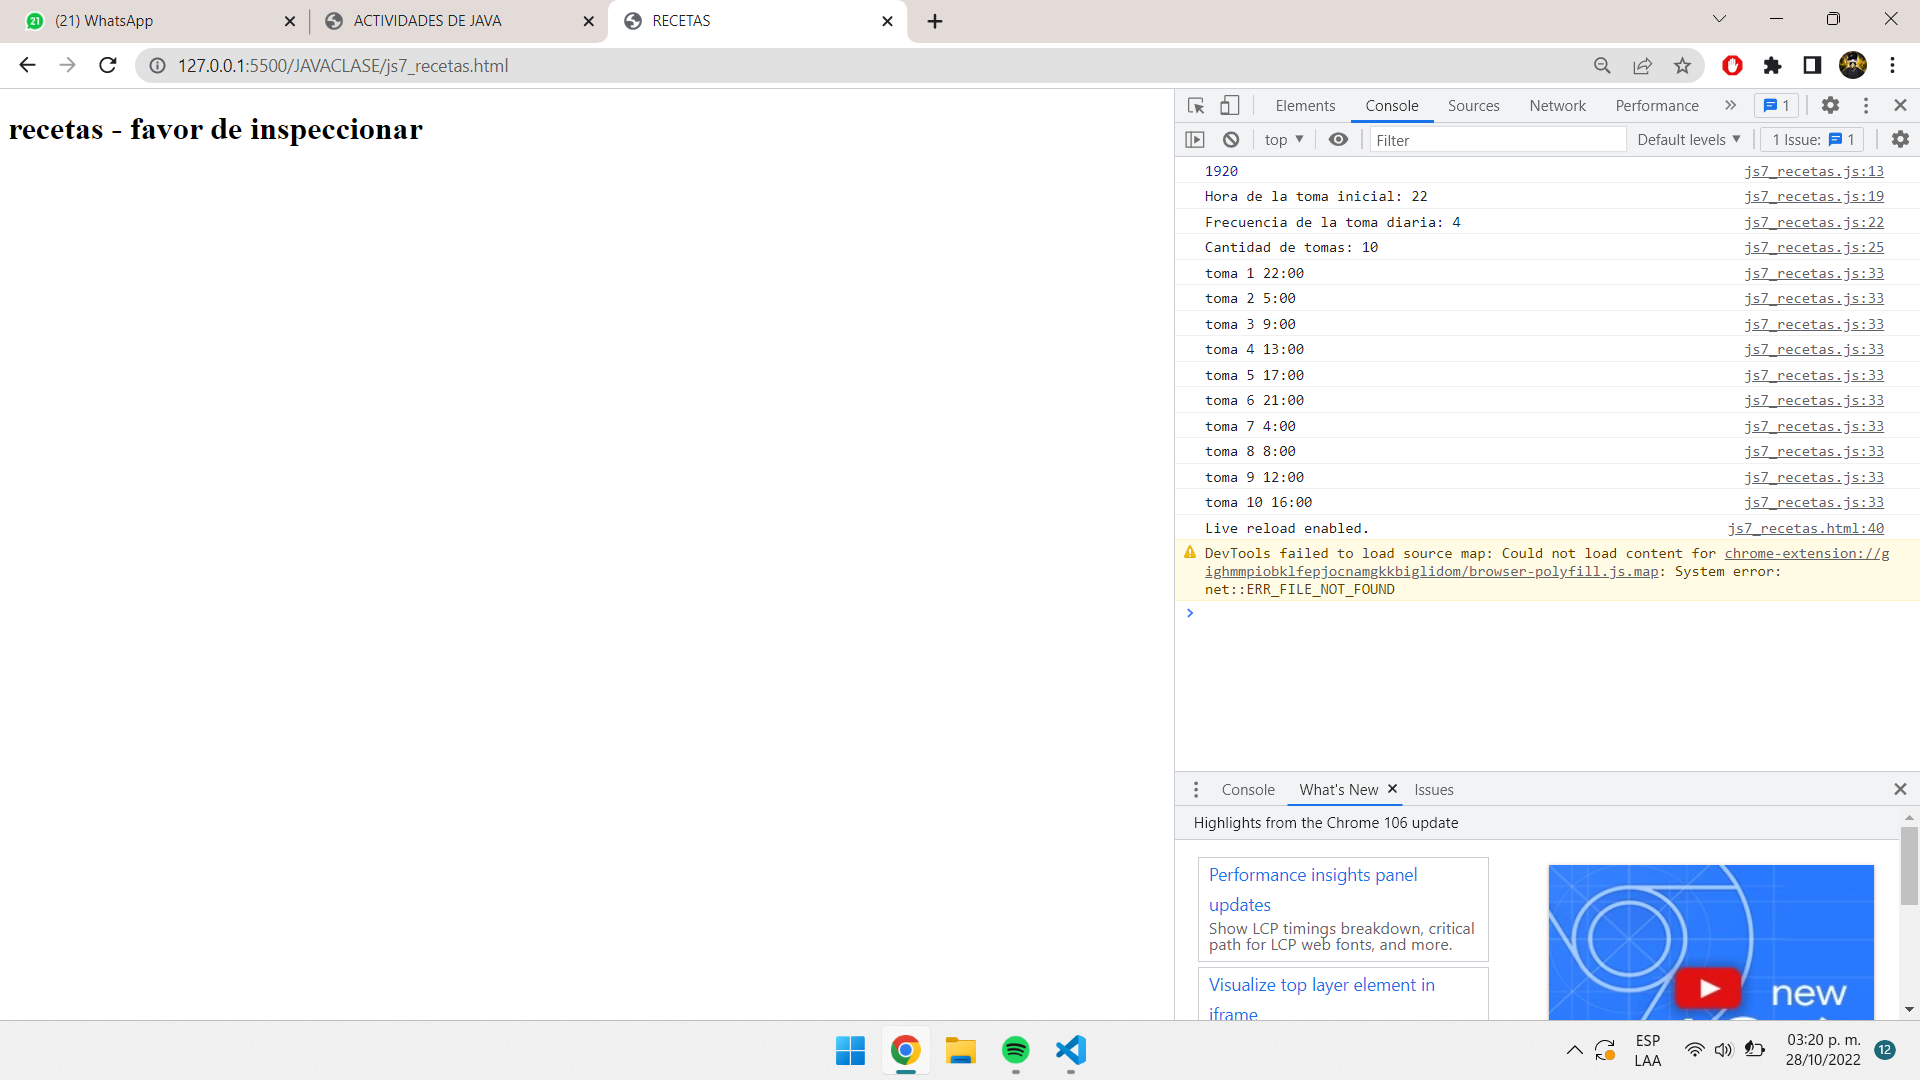 (21) WhatsApp
ACTIVIDADES DE JAVA
RECETAS
127.0.0.1:5500/JAVACLASE/js7_recetas.html
recetas - favor de inspeccionar
Elements
Console
Sources
Network
Performance
1
top
Filter
Default levels
1 Issue:
1
1920 js7_recetas.js:13
Hora de la toma inicial: 22 js7_recetas.js:19
Frecuencia de la toma diaria: 4 js7_recetas.js:22
Cantidad de tomas: 10 js7_recetas.js:25
toma 1 22:00 js7_recetas.js:33
toma 2 5:00 js7_recetas.js:33
toma 3 9:00 js7_recetas.js:33
toma 4 13:00 js7_recetas.js:33
toma 5 17:00 js7_recetas.js:33
toma 6 21:00 js7_recetas.js:33
toma 7 4:00 js7_recetas.js:33
toma 8 8:00 js7_recetas.js:33
toma 9 12:00 js7_recetas.js:33
toma 10 16:00 js7_recetas.js:33
Live reload enabled. js7_recetas.html:40
DevTools failed to load source map: Could not load content for chrome-extension://g
ighmmpiobklfepjocnamgkkbiglidom/browser-polyfill.js.map: System error:
net::ERR_FILE_NOT_FOUND
Console
What's New
Issues
Highlights from the Chrome 106 update
Performance insights panel
updates
Show LCP timings breakdown, critical
path for LCP web fonts, and more.
Visualize top layer element in
iframe
new
ESP
LAA
03:20 p. m.
28/10/2022
12